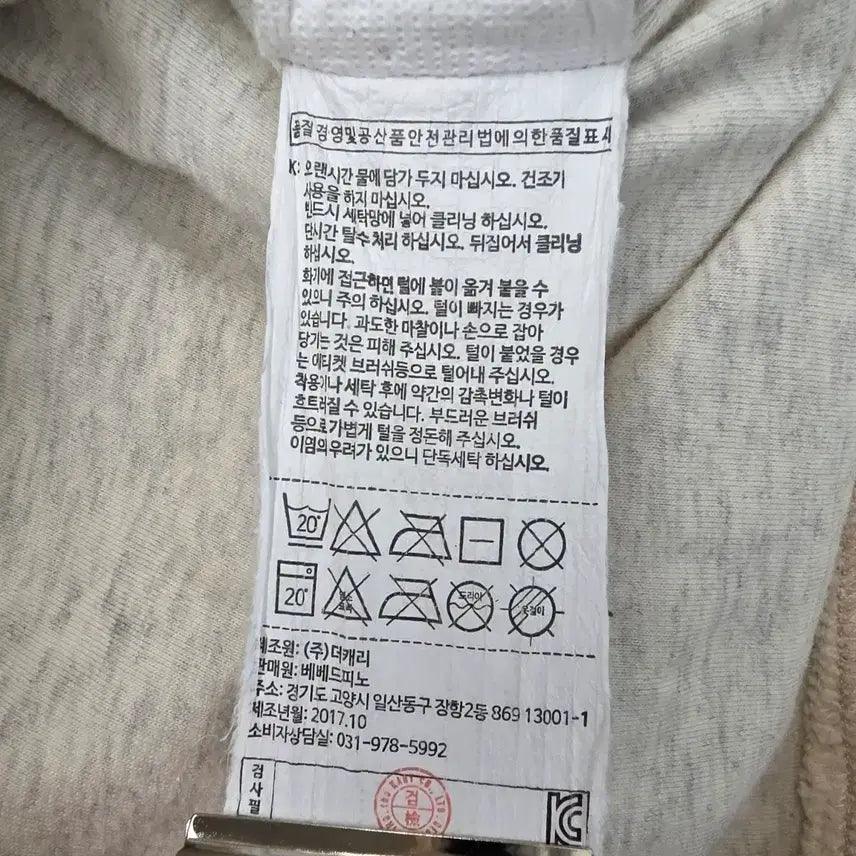 품질경영및공산품안전관리법에의한품질표시
K: 오랜시간 물에 담가 두지 마십시오. 건조기
사용을 하지 마십시오.
반드시 세탁망에 넣어 클리닝 하십시오.
단시간 탈수처리 하십시오. 뒤집어서 클리닝
하십시오.
화기에 접근하면 털에 불이 옮겨 붙을 수
있으니 주의 하십시오. 털이 빠지는 경우가
있습니다. 과도한 마찰이나 손으로 잡아
당기는 것은 피해 주십시오. 털이 붙었을 경우
는 에티켓 브러쉬등으로 털어내 주십시오.
착용이나 세탁 후에 약간의 감촉변화나 털이
흐트러질 수 있습니다. 부드러운 브러쉬
등으로가볍게 털을 정돈해 주십시오.
이염의우려가 있으니 단독세탁 하십시오.
20°
20° 염소 표백 드라이 옷걸이
제조원: (주)더캐리
판매원: 베베드피노
주소: 경기도 고양시 일산동구 장항2동 869 13001-1
제조년월: 2017.10
소비자상담실: 031-978-5992
검사필
검
檢
KC